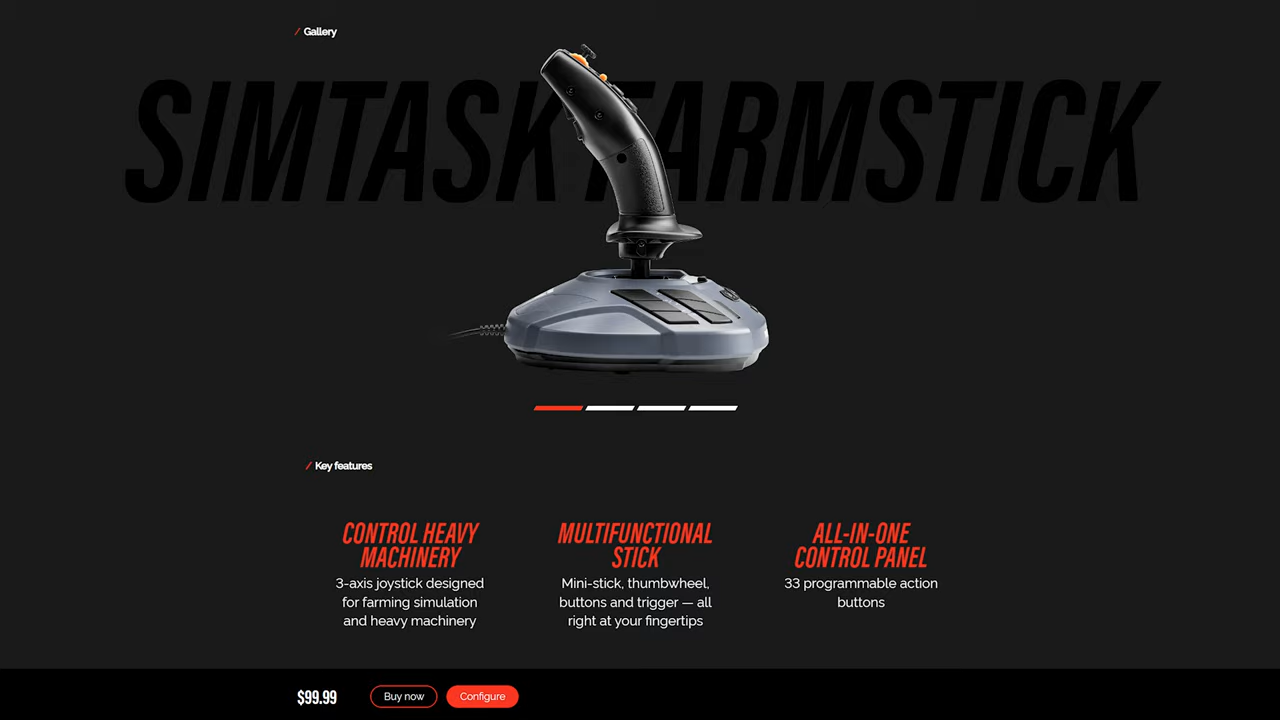 / Gallery
SIMTASK FARMSTICK
/ Key features
CONTROL HEAVY
MACHINERY
3-axis joystick designed
for farming simulation
and heavy machinery
MULTIFUNCTIONAL
STICK
Mini-stick, thumbwheel,
buttons and trigger — all
right at your fingertips
ALL-IN-ONE
CONTROL PANEL
33 programmable action
buttons
$99.99
Buy now
Configure